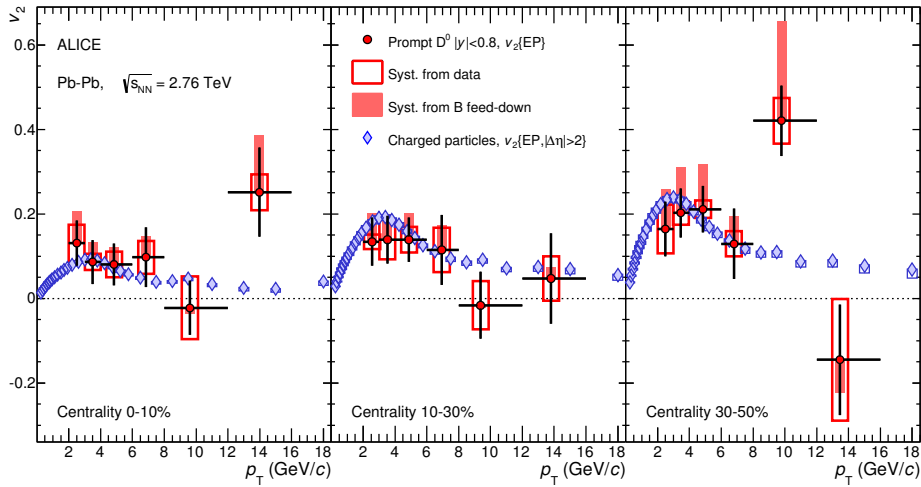 v₂
ALICE
Pb-Pb, √sNN = 2.76 TeV
Prompt D⁰ |y|<0.8, v₂{EP}
Syst. from data
Syst. from B feed-down
Charged particles, v₂{EP,|Δη|>2}
0.6
0.4
0.2
0
-0.2
Centrality 0-10%
Centrality 10-30%
Centrality 30-50%
2 4 6 8 10 12 14 16 18
2 4 6 8 10 12 14 16 18
2 4 6 8 10 12 14 16 18
pT (GeV/c)
pT (GeV/c)
pT (GeV/c)